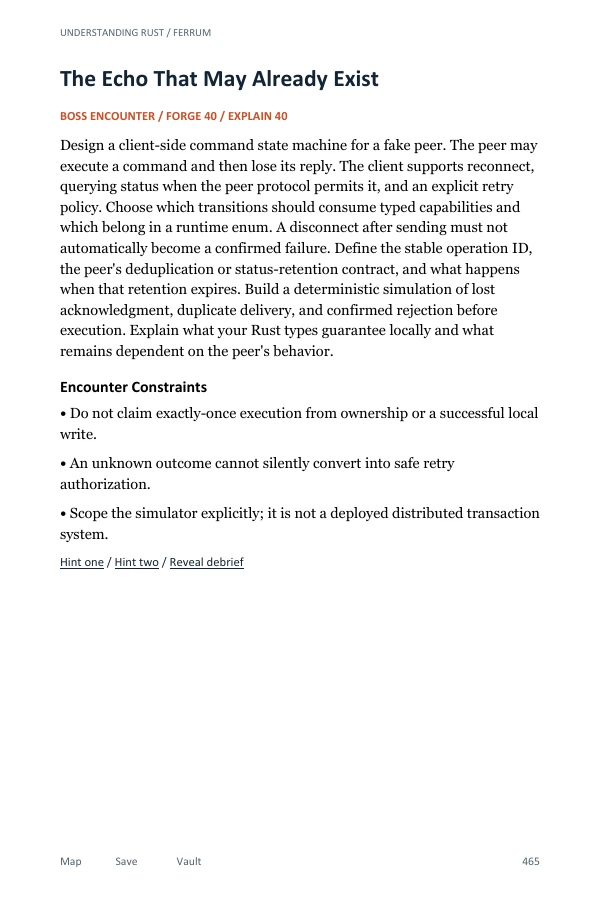 UNDERSTANDING RUST / FERRUM
The Echo That May Already Exist
BOSS ENCOUNTER / FORGE 40 / EXPLAIN 40
Design a client-side command state machine for a fake peer. The peer may
execute a command and then lose its reply. The client supports reconnect,
querying status when the peer protocol permits it, and an explicit retry
policy. Choose which transitions should consume typed capabilities and
which belong in a runtime enum. A disconnect after sending must not
automatically become a confirmed failure. Define the stable operation ID,
the peer's deduplication or status-retention contract, and what happens
when that retention expires. Build a deterministic simulation of lost
acknowledgment, duplicate delivery, and confirmed rejection before
execution. Explain what your Rust types guarantee locally and what
remains dependent on the peer's behavior.
Encounter Constraints
• Do not claim exactly-once execution from ownership or a successful local
write.
• An unknown outcome cannot silently convert into safe retry
authorization.
• Scope the simulator explicitly; it is not a deployed distributed transaction
system.
Hint one / Hint two / Reveal debrief
Map Save Vault 465